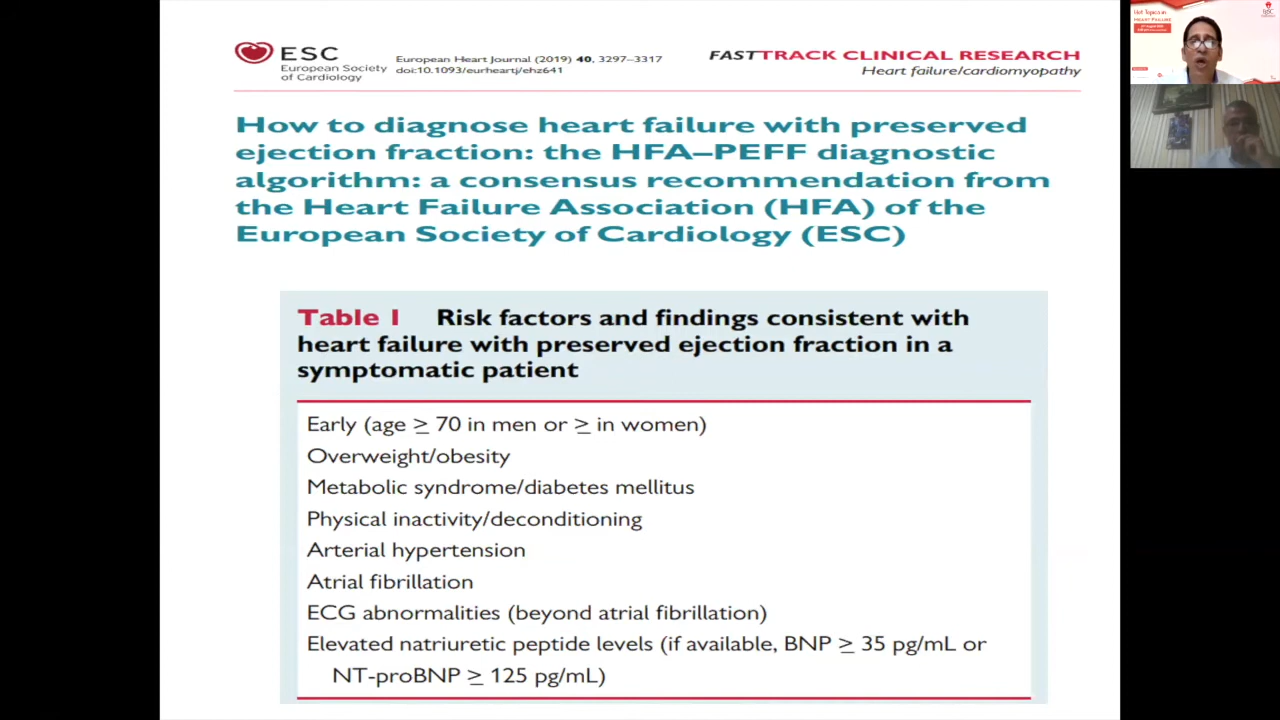 ESC
European Society
of Cardiology
European Heart Journal (2019) 40, 3297–3317
doi:10.1093/eurheartj/ehz641
FASTTRACK CLINICAL RESEARCH
Heart failure/cardiomyopathy
How to diagnose heart failure with preserved
ejection fraction: the HFA–PEFF diagnostic
algorithm: a consensus recommendation from
the Heart Failure Association (HFA) of the
European Society of Cardiology (ESC)
Table 1 Risk factors and findings consistent with
heart failure with preserved ejection fraction in a
symptomatic patient
Early (age ≥ 70 in men or ≥ in women)
Overweight/obesity
Metabolic syndrome/diabetes mellitus
Physical inactivity/deconditioning
Arterial hypertension
Atrial fibrillation
ECG abnormalities (beyond atrial fibrillation)
Elevated natriuretic peptide levels (if available, BNP ≥ 35 pg/mL or
NT-proBNP ≥ 125 pg/mL)
Hot Topics in
HEART FAILURE